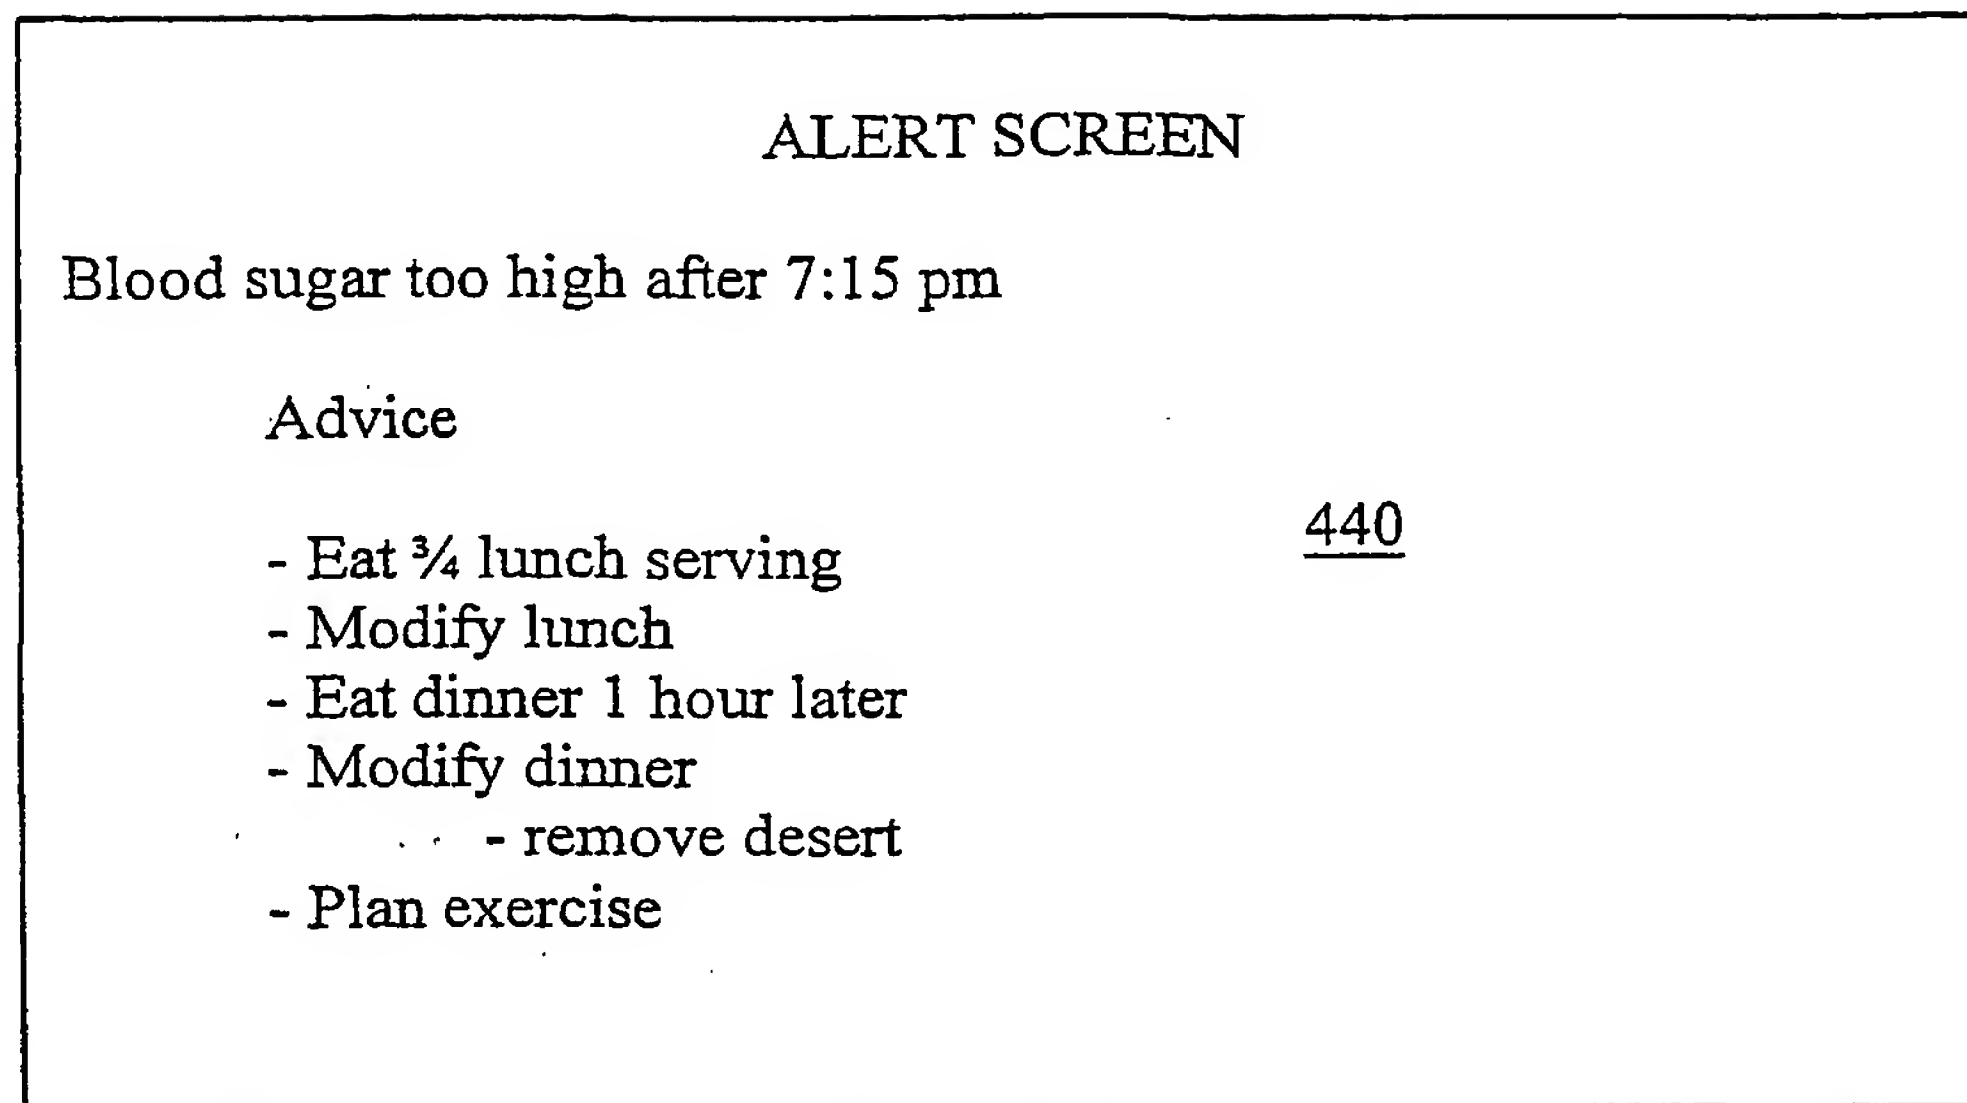 ALERT SCREEN
Blood sugar too high after 7:15 pm
Advice
440
- Eat ¾ lunch serving
- Modify lunch
- Eat dinner 1 hour later
- Modify dinner
- remove desert
- Plan exercise